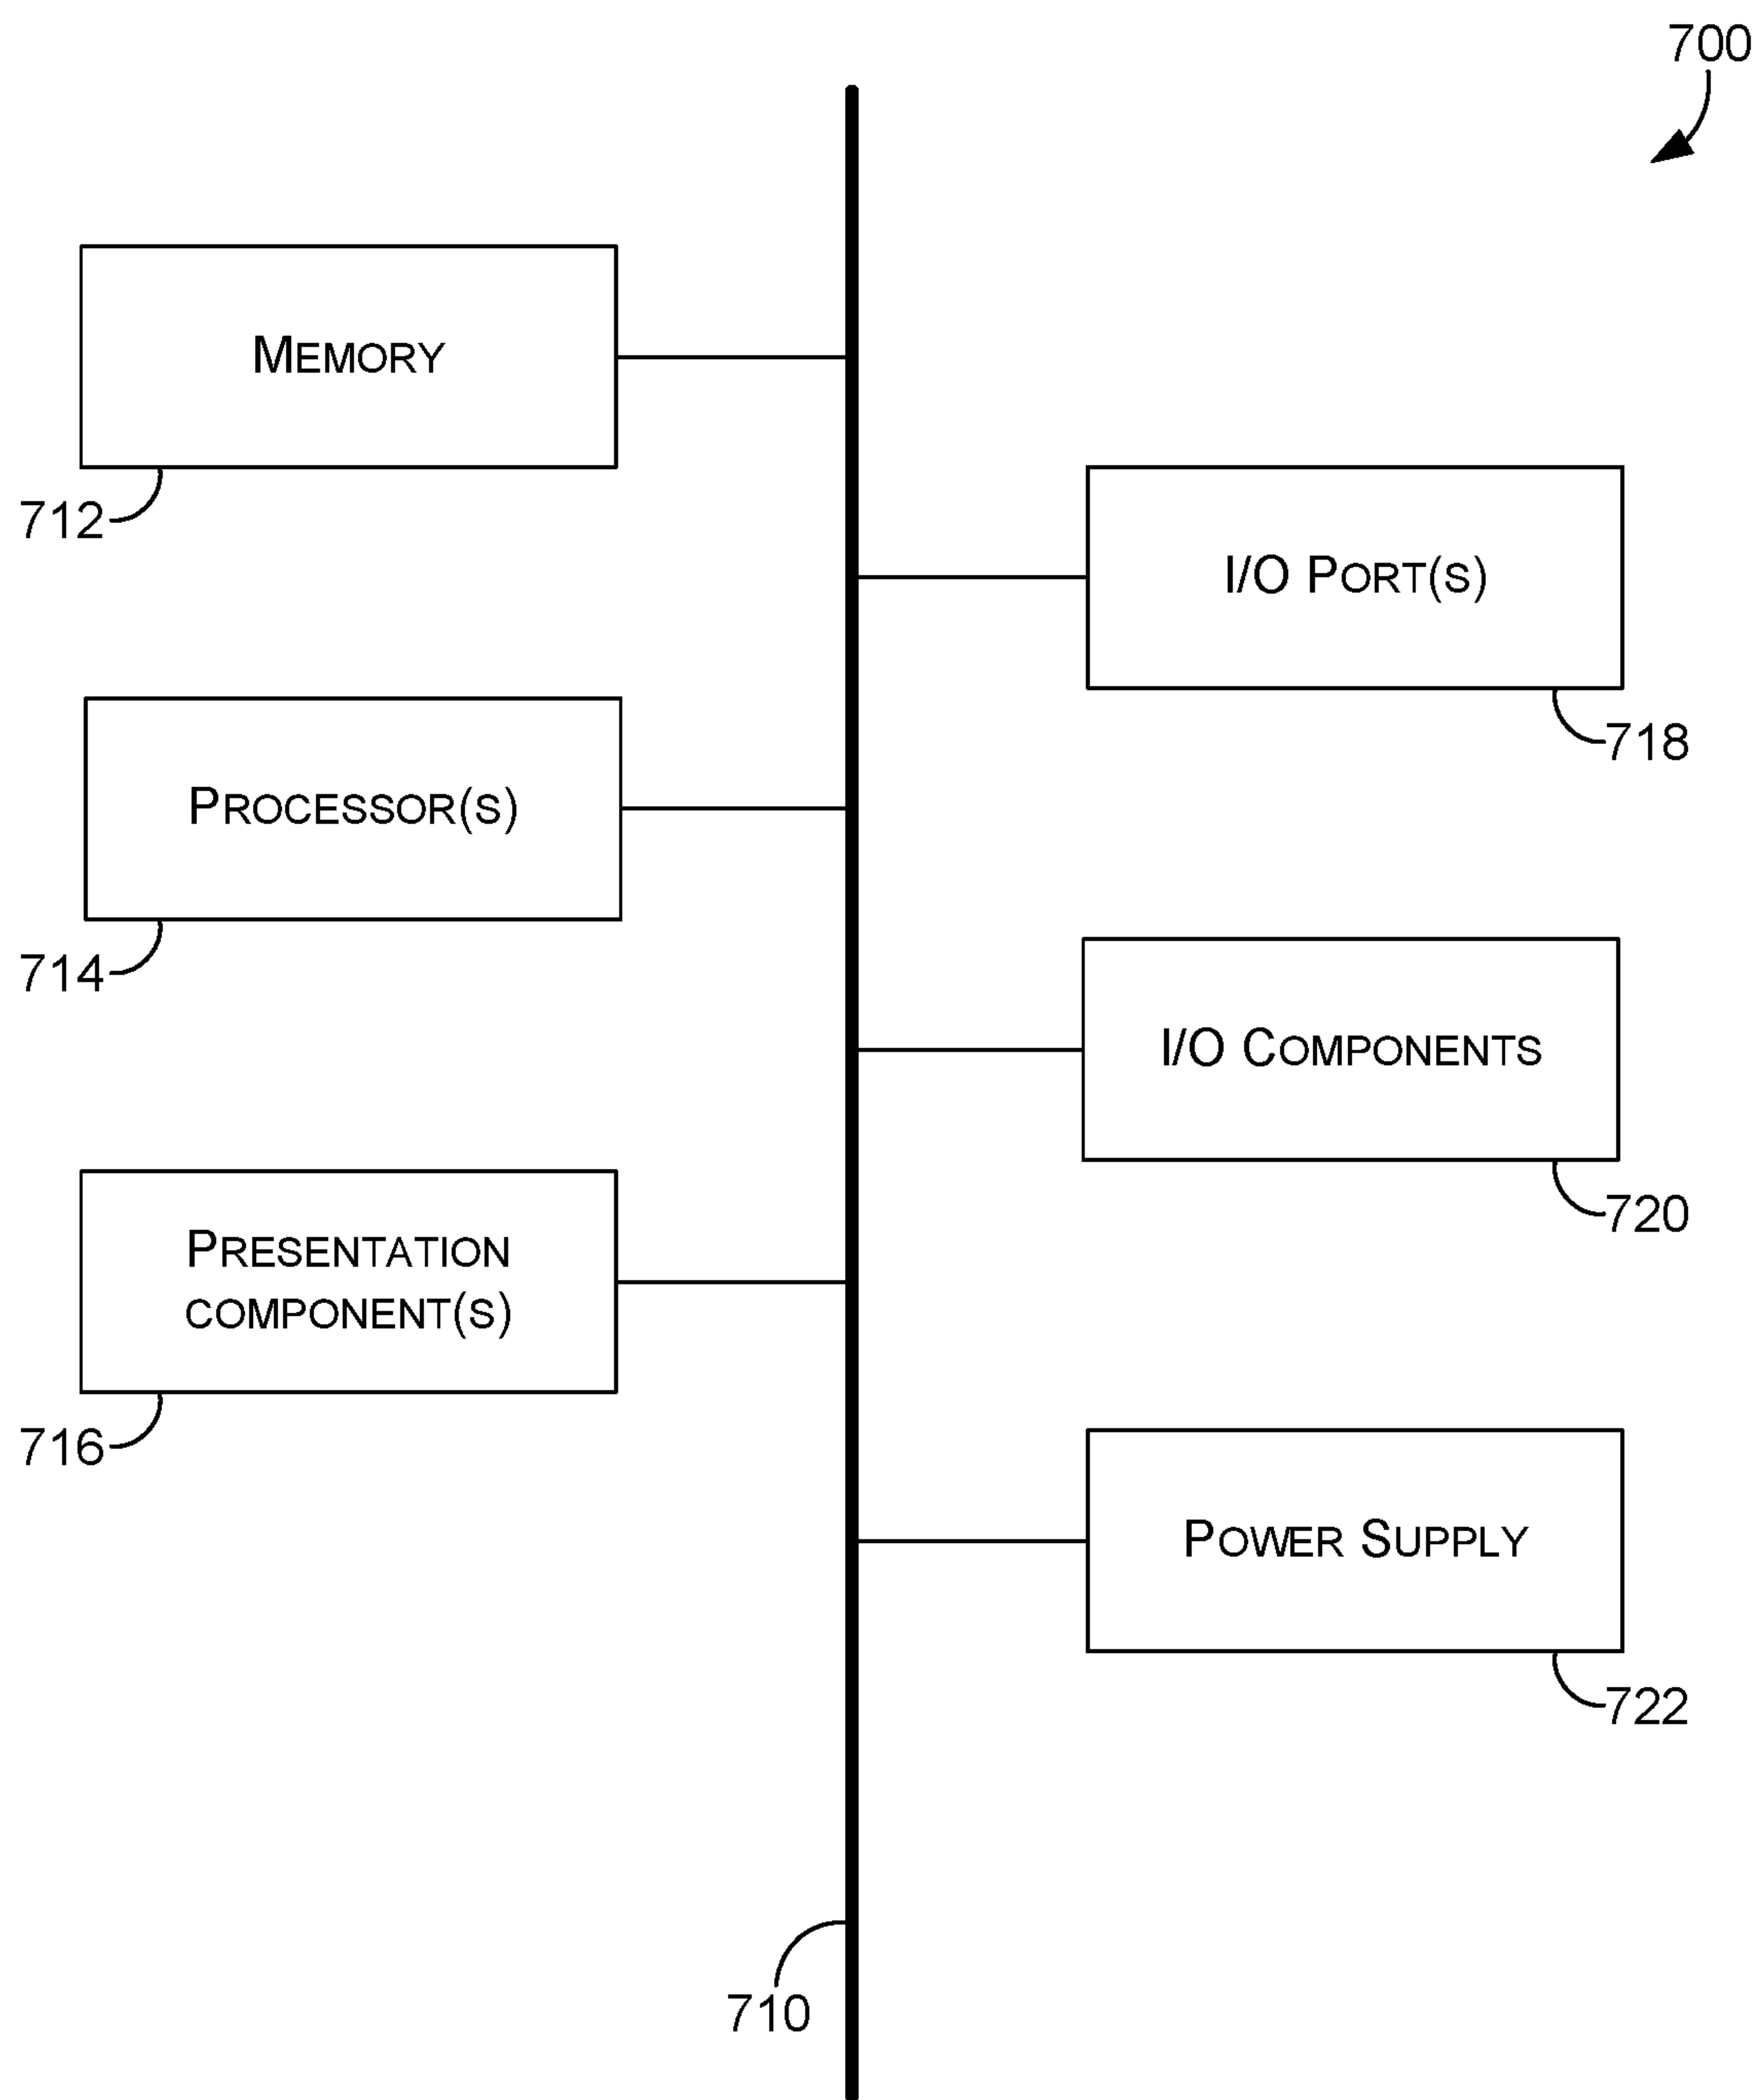 700
MEMORY
712
I/O PORT(S)
718
PROCESSOR(S)
714
I/O COMPONENTS
720
PRESENTATION
COMPONENT(S)
716
POWER SUPPLY
722
710